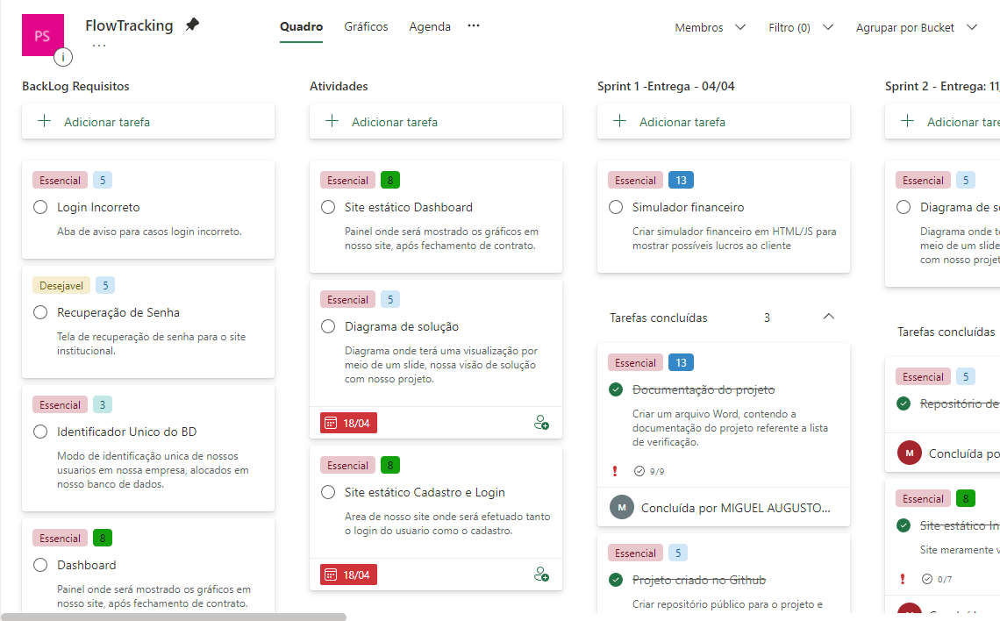 PS
FlowTracking
Quadro
Gráficos
Agenda
Membros
Filtro (0)
Agrupar por Bucket
BackLog Requisitos
Adicionar tarefa
Essencial 5
Login Incorreto
Aba de aviso para casos login incorreto.
Desejavel 5
Recuperação de Senha
Tela de recuperação de senha para o site
institucional.
Essencial 3
Identificador Unico do BD
Modo de identificação unica de nossos
usuarios em nossa empresa, alocados em
nosso banco de dados.
Essencial 8
Dashboard
Painel onde será mostrado os gráficos em
nosso site, após fechamento de contrato.
Atividades
Adicionar tarefa
Essencial 8
Site estático Dashboard
Painel onde será mostrado os gráficos em
nosso site, após fechamento de contrato.
Essencial 5
Diagrama de solução
Diagrama onde terá uma visualização por
meio de um slide, nossa visão de solução
com nosso projeto.
18/04
Essencial 8
Site estático Cadastro e Login
Area de nosso site onde será efetuado tanto
o login do usuario como o cadastro.
18/04
Sprint 1 -Entrega - 04/04
Adicionar tarefa
Essencial 13
Simulador financeiro
Criar simulador financeiro em HTML/JS para
mostrar possíveis lucros ao cliente
Tarefas concluídas 3
Essencial 13
Documentação do projeto
Criar um arquivo Word, contendo a
documentação do projeto referente a lista
de verificação.
9/9
M Concluída por MIGUEL AUGUSTO...
Essencial 5
Projeto criado no Github
Criar repositório público para o projeto e
Sprint 2 - Entrega: 11
Adicionar tare
Essencial 5
Diagrama de s
Diagrama onde te
meio de um slide
com nosso projet
Tarefas concluídas
Essencial 5
Repositório de
M Concluída po
Essencial 8
Site estático In
Site meramente v
0/7